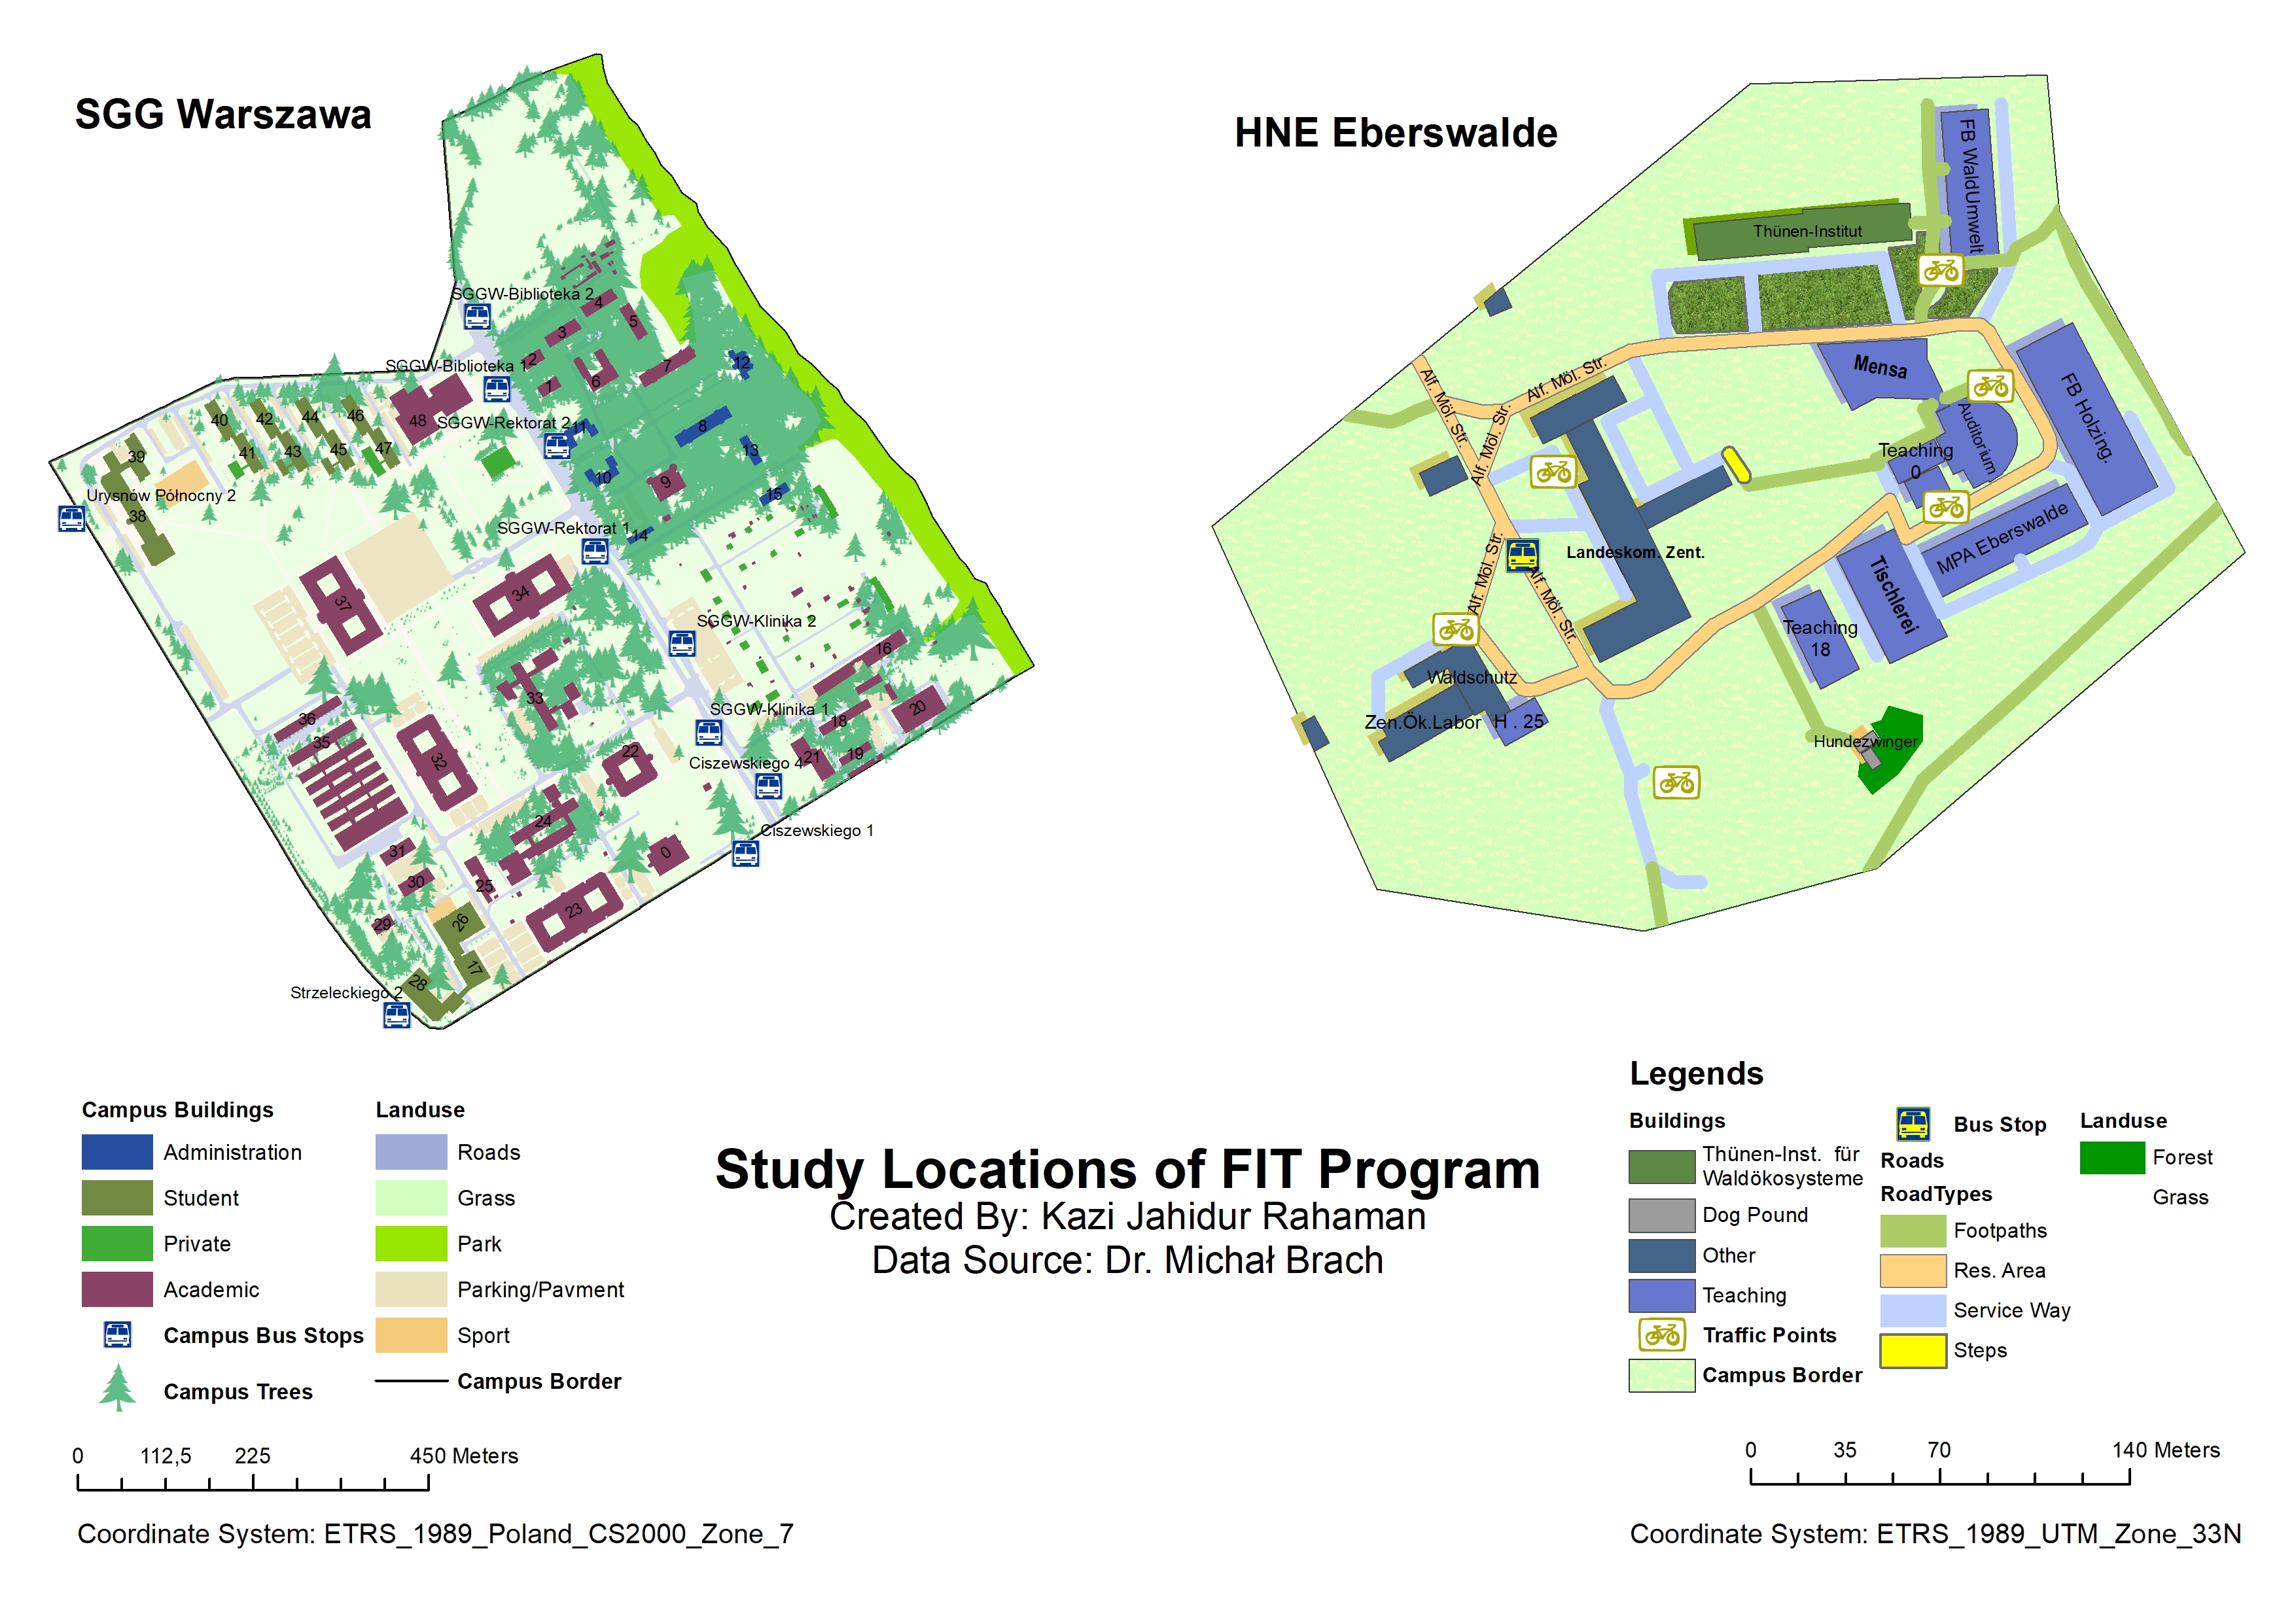 SGG Warszawa
HNE Eberswalde
SGGW-Biblioteka 2
4
3
5
2
SGGW-Biblioteka 1
1
6
7
12
40
42
44
46
48
SGGW-Rektorat 2
11
8
41
43
45
47
13
39
10
9
15
Urysnów Północny 2
38
SGGW-Rektorat 1
14
37
34
SGGW-Klinika 2
16
33
SGGW-Klinika 1
18
20
36
35
32
22
Ciszewskiego 4
21
19
24
Ciszewskiego 1
31
0
30
25
29
26
23
17
28
Strzeleckiego 2
FB WaldUmwelt
Thünen-Institut
Mensa
Alf. Möl. Str.
Alf. Möl. Str.
Alf. Möl. Str.
FB Holzing.
Auditorium
Teaching
0
MPA Eberswalde
Landeskom. Zent.
Alf. Möl. Str.
Alf. Möl. Str.
Tischlerei
Teaching
18
Waldschutz
Zen.Ök.Labor
H . 25
Hundezwinger
Campus Buildings
Administration
Student
Private
Academic
Campus Bus Stops
Campus Trees
Landuse
Roads
Grass
Park
Parking/Pavment
Sport
Campus Border
0 112,5 225 450 Meters
Coordinate System: ETRS_1989_Poland_CS2000_Zone_7
Study Locations of FIT Program
Created By: Kazi Jahidur Rahaman
Data Source: Dr. Michał Brach
Legends
Buildings
Thünen-Inst. für
Waldökosysteme
Dog Pound
Other
Teaching
Traffic Points
Campus Border
Bus Stop
Roads
RoadTypes
Footpaths
Res. Area
Service Way
Steps
Landuse
Forest
Grass
0 35 70 140 Meters
Coordinate System: ETRS_1989_UTM_Zone_33N